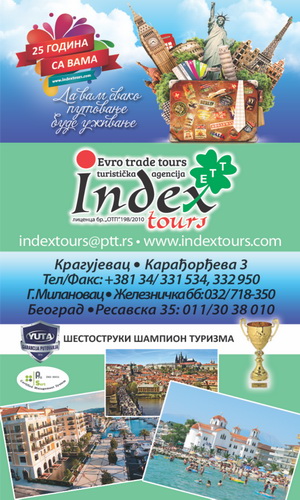 25 ГОДИНА
СА ВАМА
www.indextours.com
Да вам свако
путовање
буде уживање
Evro trade tours
turistička agencija
ETT
Index
лиценца бр. „ОТП“198/2010
tours
indextours@ptt.rs • www.indextours.com
Крагујевац • Карађорђева 3
Тел/Факс: +381 34/ 331 534, 332 950
Г. Милановац • Железничка бб: 032/ 718-350
Београд • Ресавска 35: 011/30 38 010
YUTA
GARANCIJA PUTOVANJA
ШЕСТОСТРУКИ ШАМПИОН ТУРИЗМА